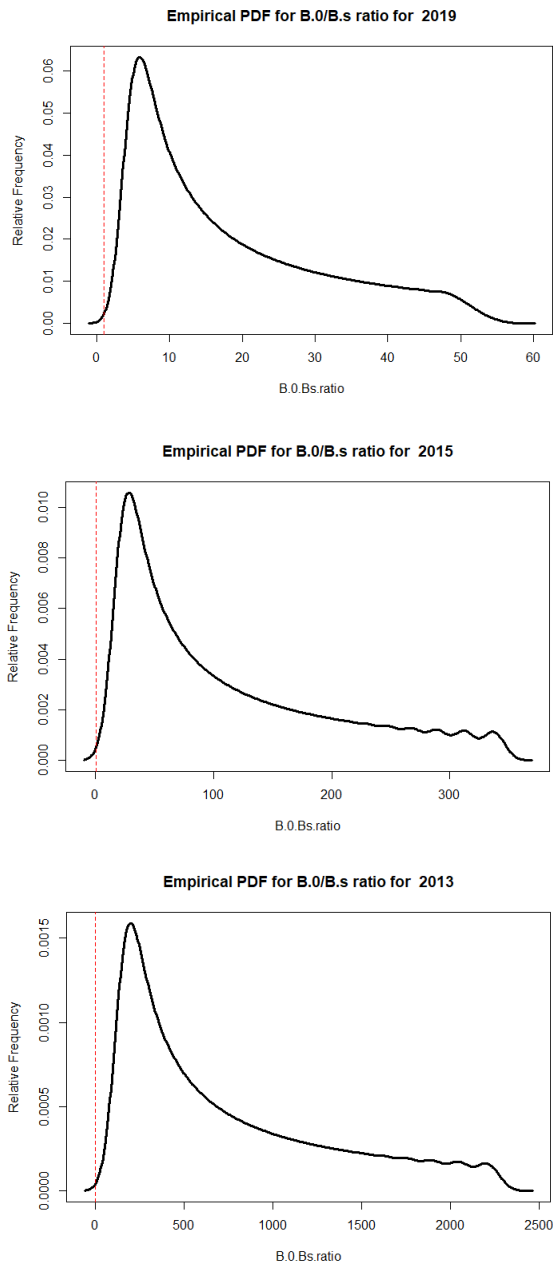 Empirical PDF for B.0/B.s ratio for  2019
Relative Frequency
0.00 0.01 0.02 0.03 0.04 0.05 0.06
0 10 20 30 40 50 60
B.0.Bs.ratio
Empirical PDF for B.0/B.s ratio for  2015
Relative Frequency
0.000 0.002 0.004 0.006 0.008 0.010
0 100 200 300
B.0.Bs.ratio
Empirical PDF for B.0/B.s ratio for  2013
Relative Frequency
0.0000 0.0005 0.0010 0.0015
0 500 1000 1500 2000 2500
B.0.Bs.ratio